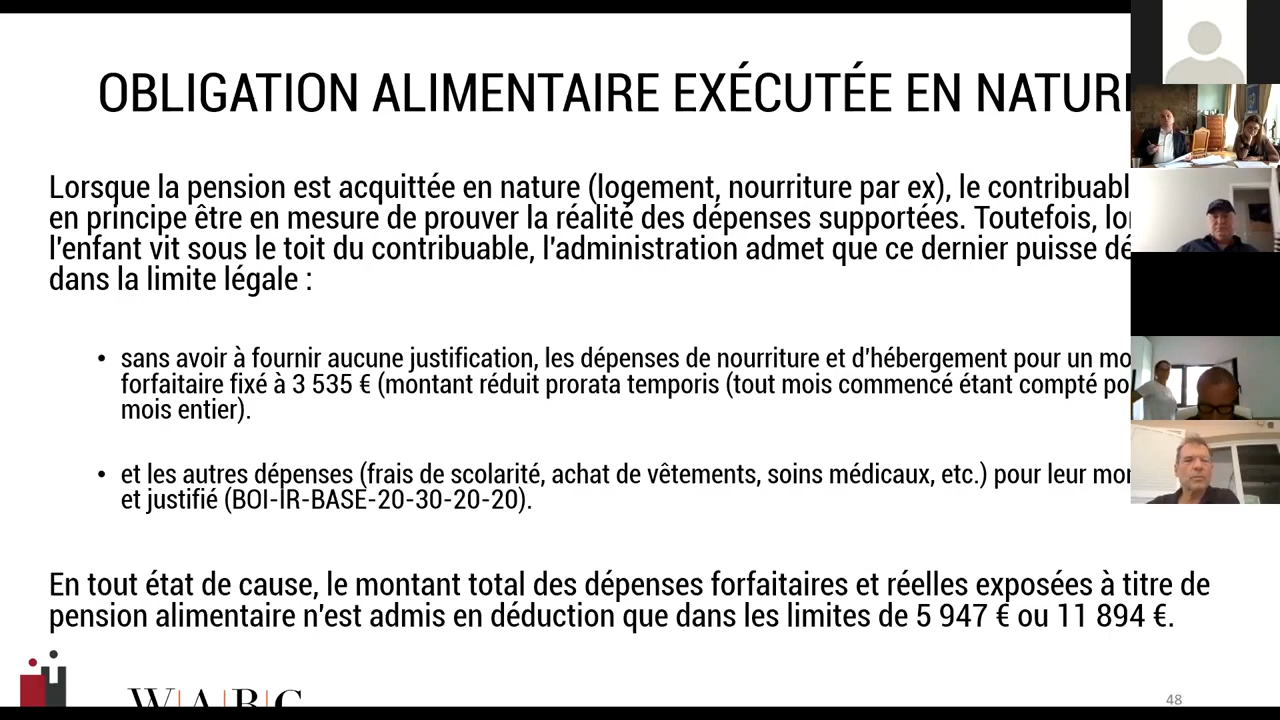 OBLIGATION ALIMENTAIRE EXÉCUTÉE EN NATUR
Lorsque la pension est acquittée en nature (logement, nourriture par ex), le contribuabl
en principe être en mesure de prouver la réalité des dépenses supportées. Toutefois, lor
l'enfant vit sous le toit du contribuable, l'administration admet que ce dernier puisse dé
dans la limite légale :
• sans avoir à fournir aucune justification, les dépenses de nourriture et d'hébergement pour un mo
forfaitaire fixé à 3 535 € (montant réduit prorata temporis (tout mois commencé étant compté po
mois entier).
• et les autres dépenses (frais de scolarité, achat de vêtements, soins médicaux, etc.) pour leur mon
et justifié (BOI-IR-BASE-20-30-20-20).
En tout état de cause, le montant total des dépenses forfaitaires et réelles exposées à titre de
pension alimentaire n'est admis en déduction que dans les limites de 5 947 € ou 11 894 €.
W|A|B|C
48